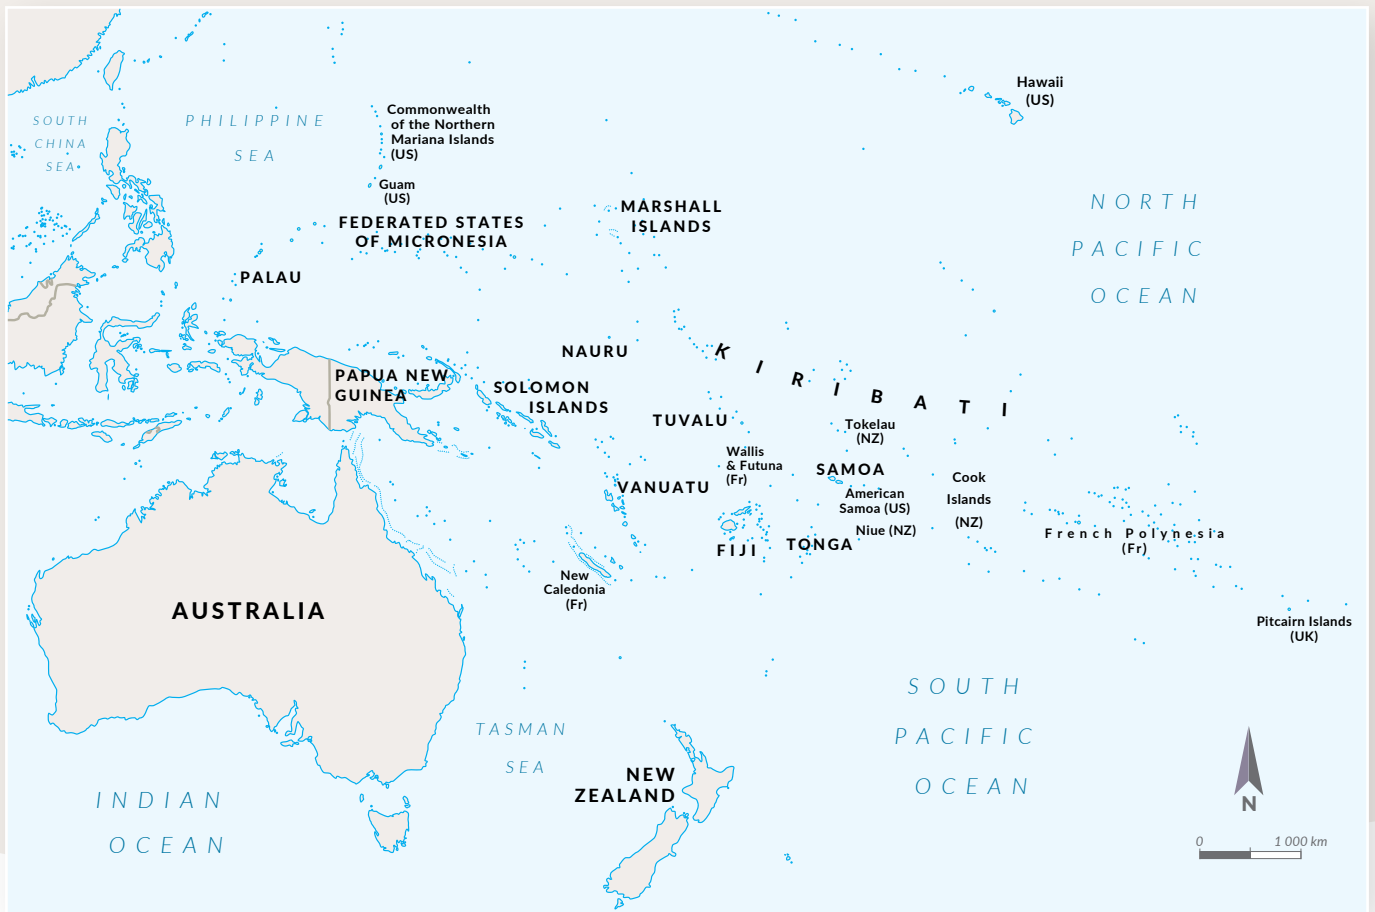 Hawaii
(US)
SOUTH
CHINA
SEA
PHILIPPINE
SEA
Commonwealth
of the Northern
Mariana Islands
(US)
Guam
(US)
FEDERATED STATES
OF MICRONESIA
MARSHALL
ISLANDS
NORTH
PACIFIC
OCEAN
PALAU
NAURU
KIRIBATI
PAPUA NEW
GUINEA
SOLOMON
ISLANDS
TUVALU
Tokelau
(NZ)
Wallis
& Futuna
(Fr)
SAMOA
American
Samoa (US)
Cook
Islands
(NZ)
VANUATU
Niue (NZ)
French Polynesia
(Fr)
FIJI
TONGA
New
Caledonia
(Fr)
AUSTRALIA
Pitcairn Islands
(UK)
SOUTH
PACIFIC
OCEAN
TASMAN
SEA
NEW
ZEALAND
INDIAN
OCEAN
N
0 1 000 km